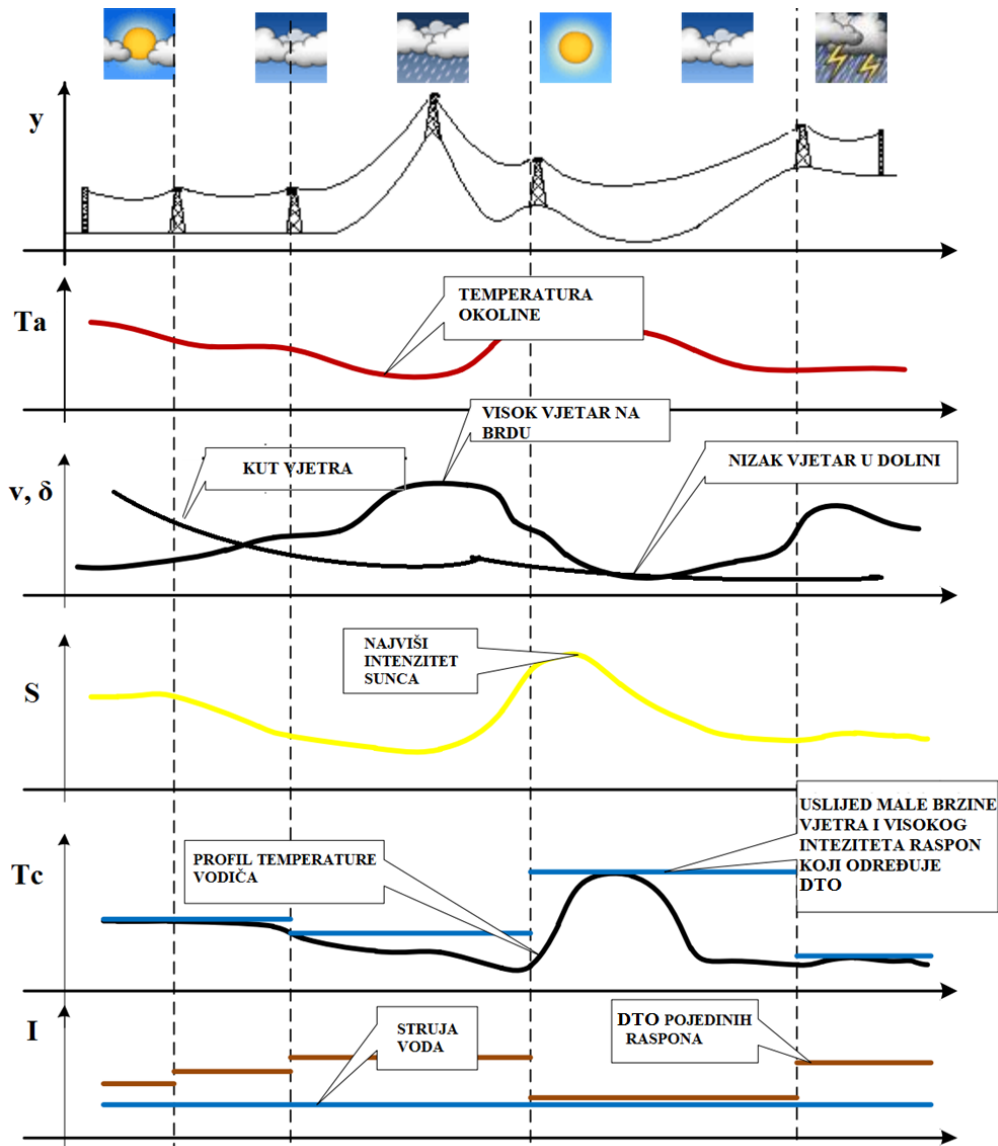 y
Ta
TEMPERATURA
OKOLINE
VISOK VJETAR NA
BRDU
KUT VJETRA
NIZAK VJETAR U DOLINI
v, δ
NAJVIŠI
INTENZITET
SUNCA
S
USLIJED MALE BRZINE
VJETRA I VISOKOG
INTEZITETA RASPON
KOJI ODREĐUJE
DTO
PROFIL TEMPERATURE
VODIČA
Tc
I
STRUJA
VODA
DTO POJEDINIH
RASPONA